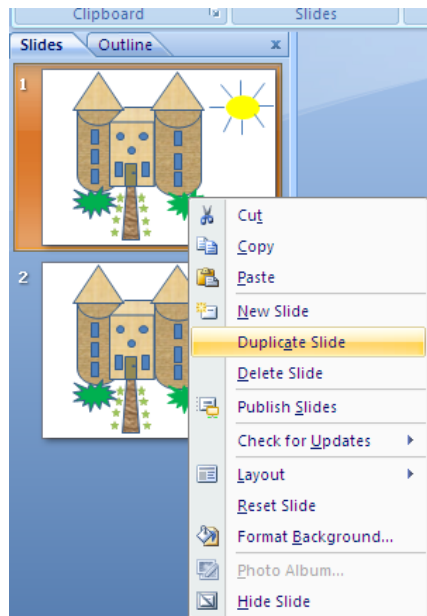 Clipboard Slides
Slides Outline x
1
Cut
Copy
Paste
2
New Slide
Duplicate Slide
Delete Slide
Publish Slides
Check for Updates
Layout
Reset Slide
Format Background...
Photo Album...
Hide Slide